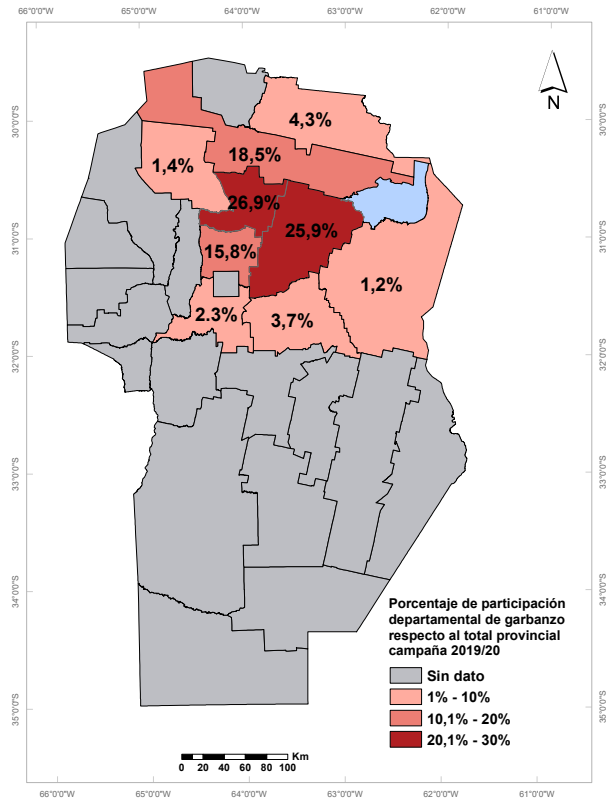 66°0'0"W 65°0'0"W 64°0'0"W 63°0'0"W 62°0'0"W 61°0'0"W
30°0'0"S 30°0'0"S
31°0'0"S 31°0'0"S
32°0'0"S 32°0'0"S
33°0'0"S 33°0'0"S
34°0'0"S 34°0'0"S
35°0'0"S 35°0'0"S
N
4,3%
1,4%
18,5%
26,9%
25,9%
15,8%
1,2%
2.3%
3,7%
Porcentaje de participación
departamental de garbanzo
respecto al total provincial
campaña 2019/20
Sin dato
1% - 10%
10,1% - 20%
20,1% - 30%
Km
0 20 40 60 80 100
66°0'0"W 65°0'0"W 64°0'0"W 63°0'0"W 62°0'0"W 61°0'0"W